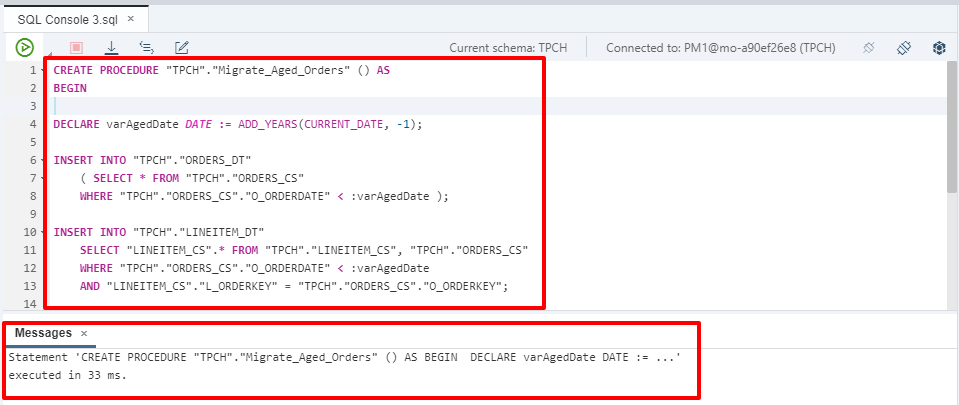 SQL Console 3.sql ×
Current schema: TPCH Connected to: PM1@mo-a90ef26e8 (TPCH)
1 CREATE PROCEDURE "TPCH"."Migrate_Aged_Orders" () AS
2 BEGIN
3
4 DECLARE varAgedDate DATE := ADD_YEARS(CURRENT_DATE, -1);
5
6 INSERT INTO "TPCH"."ORDERS_DT"
7 ( SELECT * FROM "TPCH"."ORDERS_CS"
8 WHERE "TPCH"."ORDERS_CS"."O_ORDERDATE" < :varAgedDate );
9
10 INSERT INTO "TPCH"."LINEITEM_DT"
11 SELECT "LINEITEM_CS".* FROM "TPCH"."LINEITEM_CS", "TPCH"."ORDERS_CS"
12 WHERE "TPCH"."ORDERS_CS"."O_ORDERDATE" < :varAgedDate
13 AND "LINEITEM_CS"."L_ORDERKEY" = "TPCH"."ORDERS_CS"."O_ORDERKEY";
14
Messages ×
Statement 'CREATE PROCEDURE "TPCH"."Migrate_Aged_Orders" () AS BEGIN DECLARE varAgedDate DATE := ...'
executed in 33 ms.